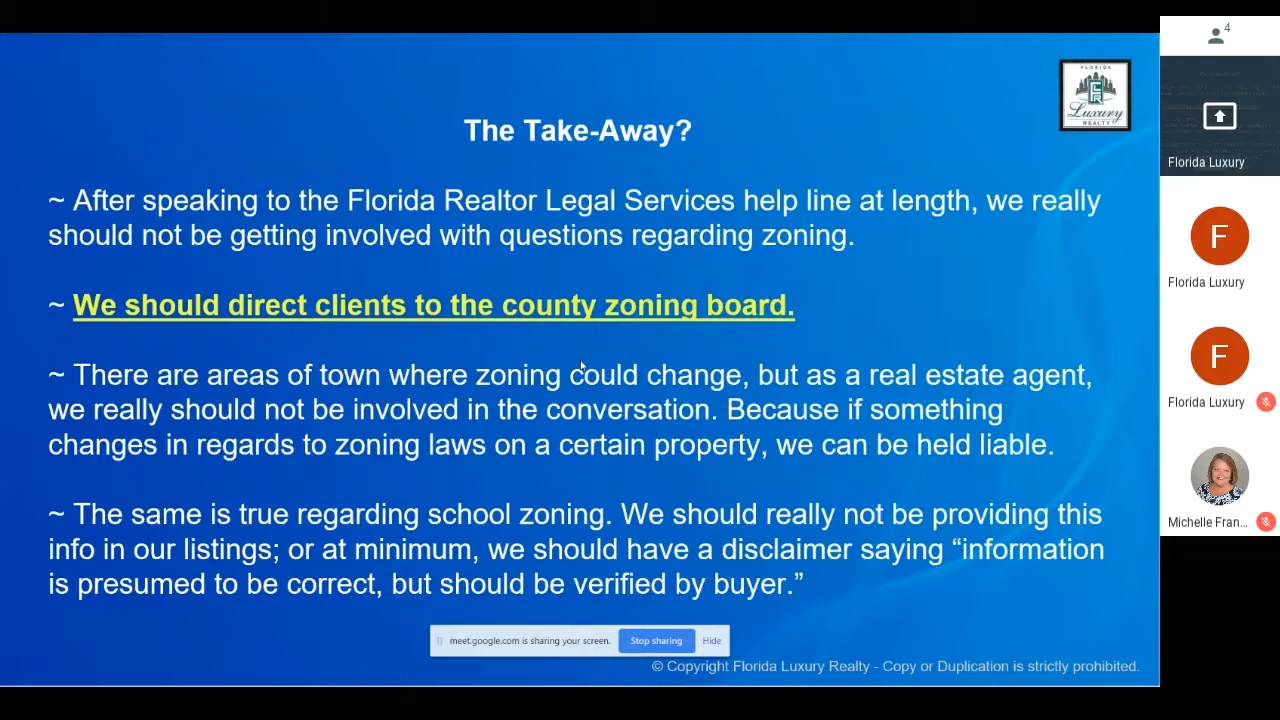 The Take-Away?
~ After speaking to the Florida Realtor Legal Services help line at length, we really
should not be getting involved with questions regarding zoning.
~ We should direct clients to the county zoning board.
~ There are areas of town where zoning could change, but as a real estate agent,
we really should not be involved in the conversation. Because if something
changes in regards to zoning laws on a certain property, we can be held liable.
~ The same is true regarding school zoning. We should really not be providing this
info in our listings; or at minimum, we should have a disclaimer saying “information
is presumed to be correct, but should be verified by buyer.”
meet.google.com is sharing your screen. Stop sharing Hide
© Copyright Florida Luxury Realty - Copy or Duplication is strictly prohibited.
FLORIDA
LR
Luxury
REALTY
4
Florida Luxury
F
Florida Luxury
F
Florida Luxury
Michelle Fran...